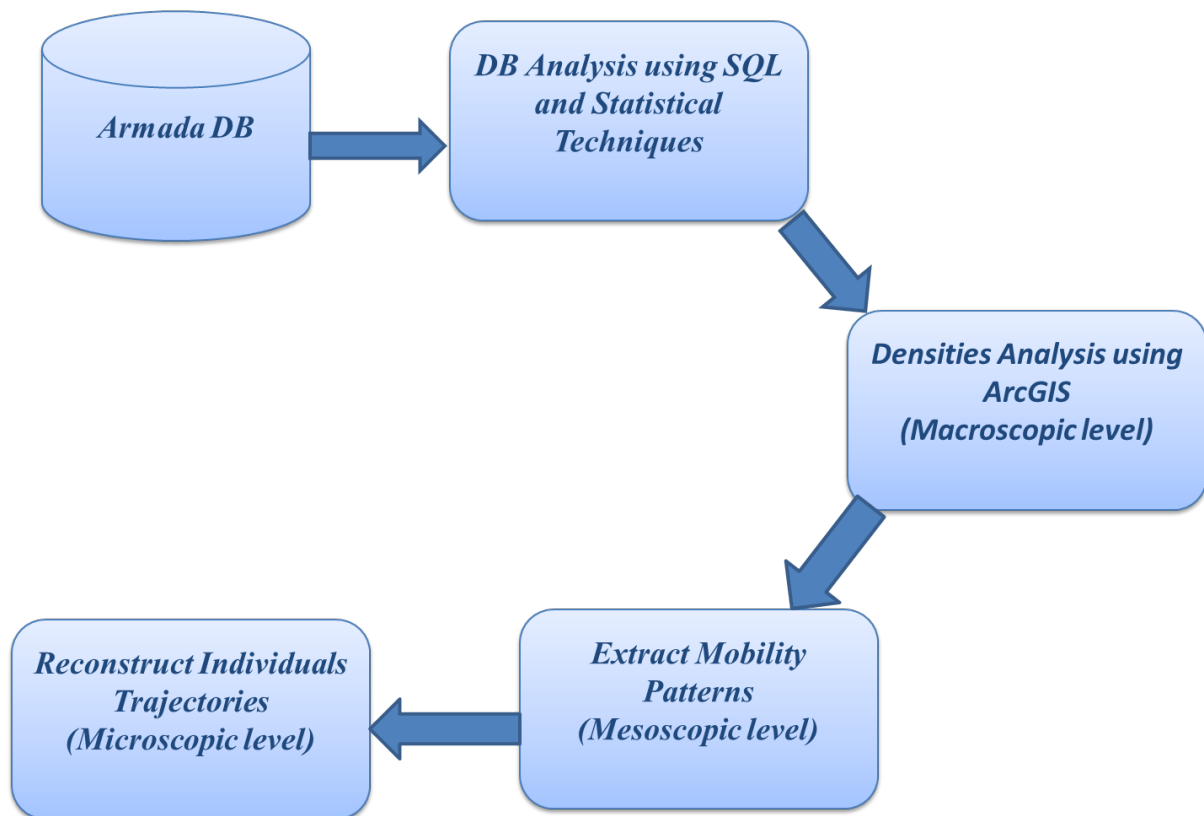 Armada DB
DB Analysis using SQL
and Statistical
Techniques
Densities Analysis using
ArcGIS
(Macroscopic level)
Extract Mobility
Patterns
(Mesoscopic level)
Reconstruct Individuals
Trajectories
(Microscopic level)